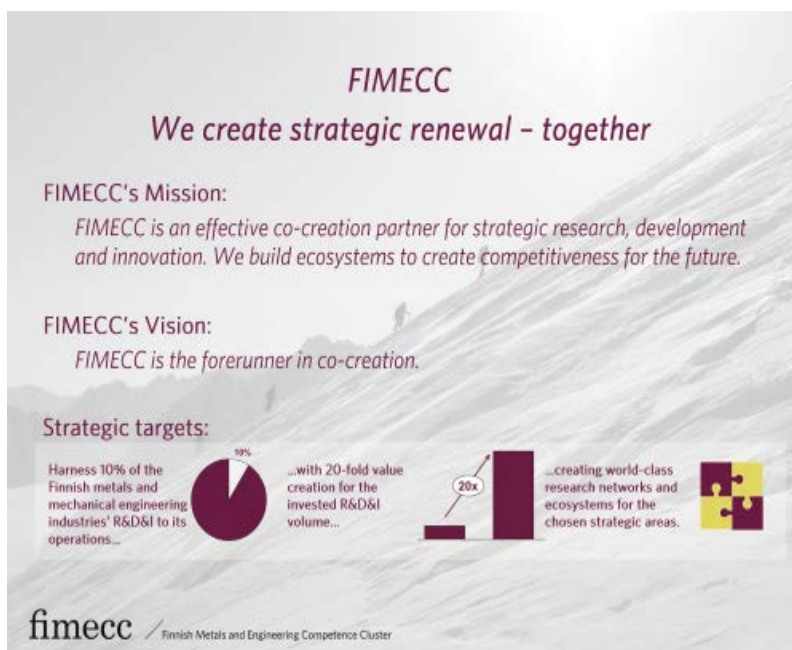 FIMECC
We create strategic renewal – together
FIMECC's Mission:
FIMECC is an effective co-creation partner for strategic research, development
and innovation. We build ecosystems to create competitiveness for the future.
FIMECC's Vision:
FIMECC is the forerunner in co-creation.
Strategic targets:
Harness 10% of the
Finnish metals and
mechanical engineering
industries' R&D&I to its
operations...
10%
...with 20-fold value
creation for the
invested R&D&I
volume...
20x
...creating world-class
research networks and
ecosystems for the
chosen strategic areas.
fimecc / Finnish Metals and Engineering Competence Cluster